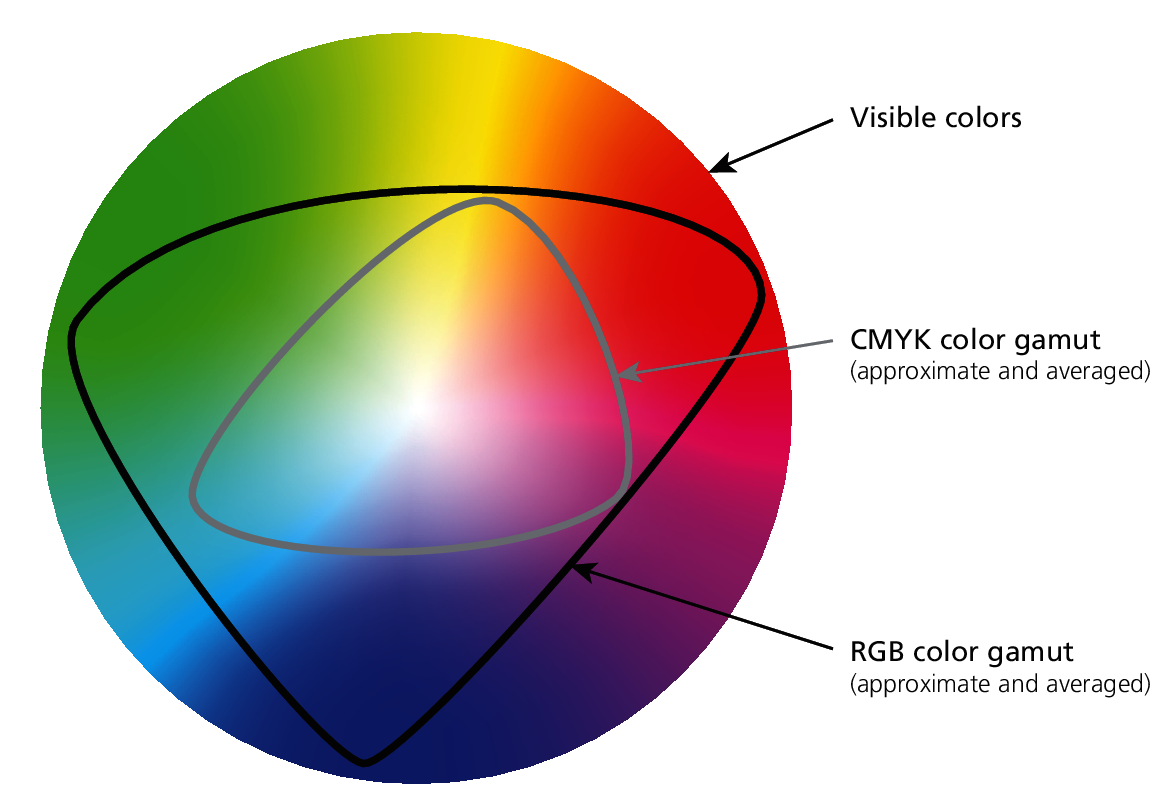 Visible colors
CMYK color gamut
(approximate and averaged)
RGB color gamut
(approximate and averaged)